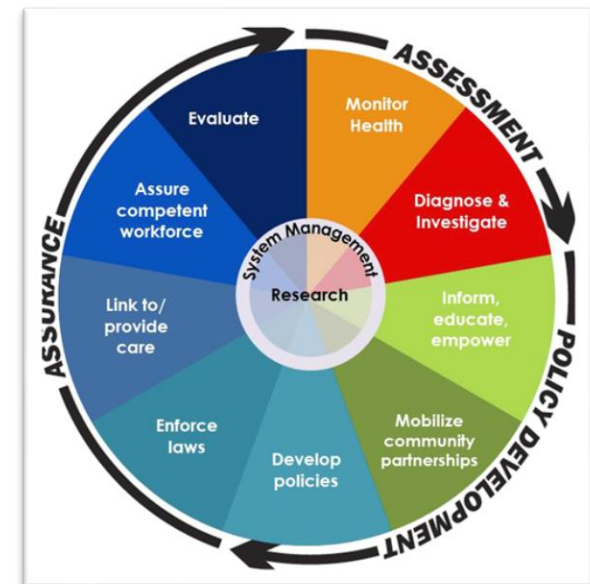 ASSESSMENT
Monitor
Health
Diagnose &
Investigate
Inform,
educate,
empower
POLICY DEVELOPMENT
Mobilize
community
partnerships
Develop
policies
Enforce
laws
ASSURANCE
Link to/
provide
care
Assure
competent
workforce
Evaluate
System Management
Research